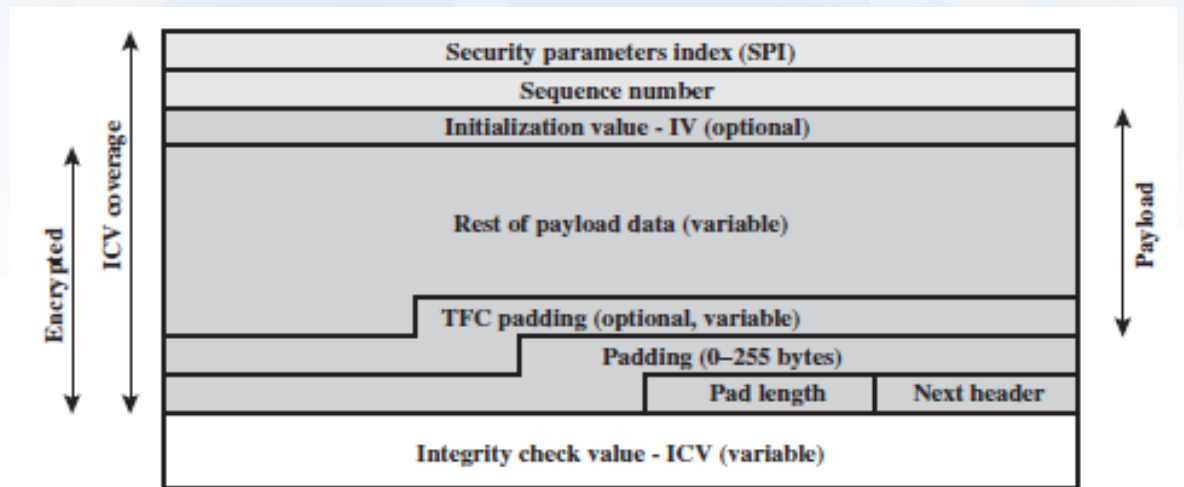 Security parameters index (SPI)
Sequence number
Initialization value - IV (optional)
Rest of payload data (variable)
TFC padding (optional, variable)
Padding (0–255 bytes)
Pad length
Next header
Integrity check value - ICV (variable)
Encrypted
ICV coverage
Payload